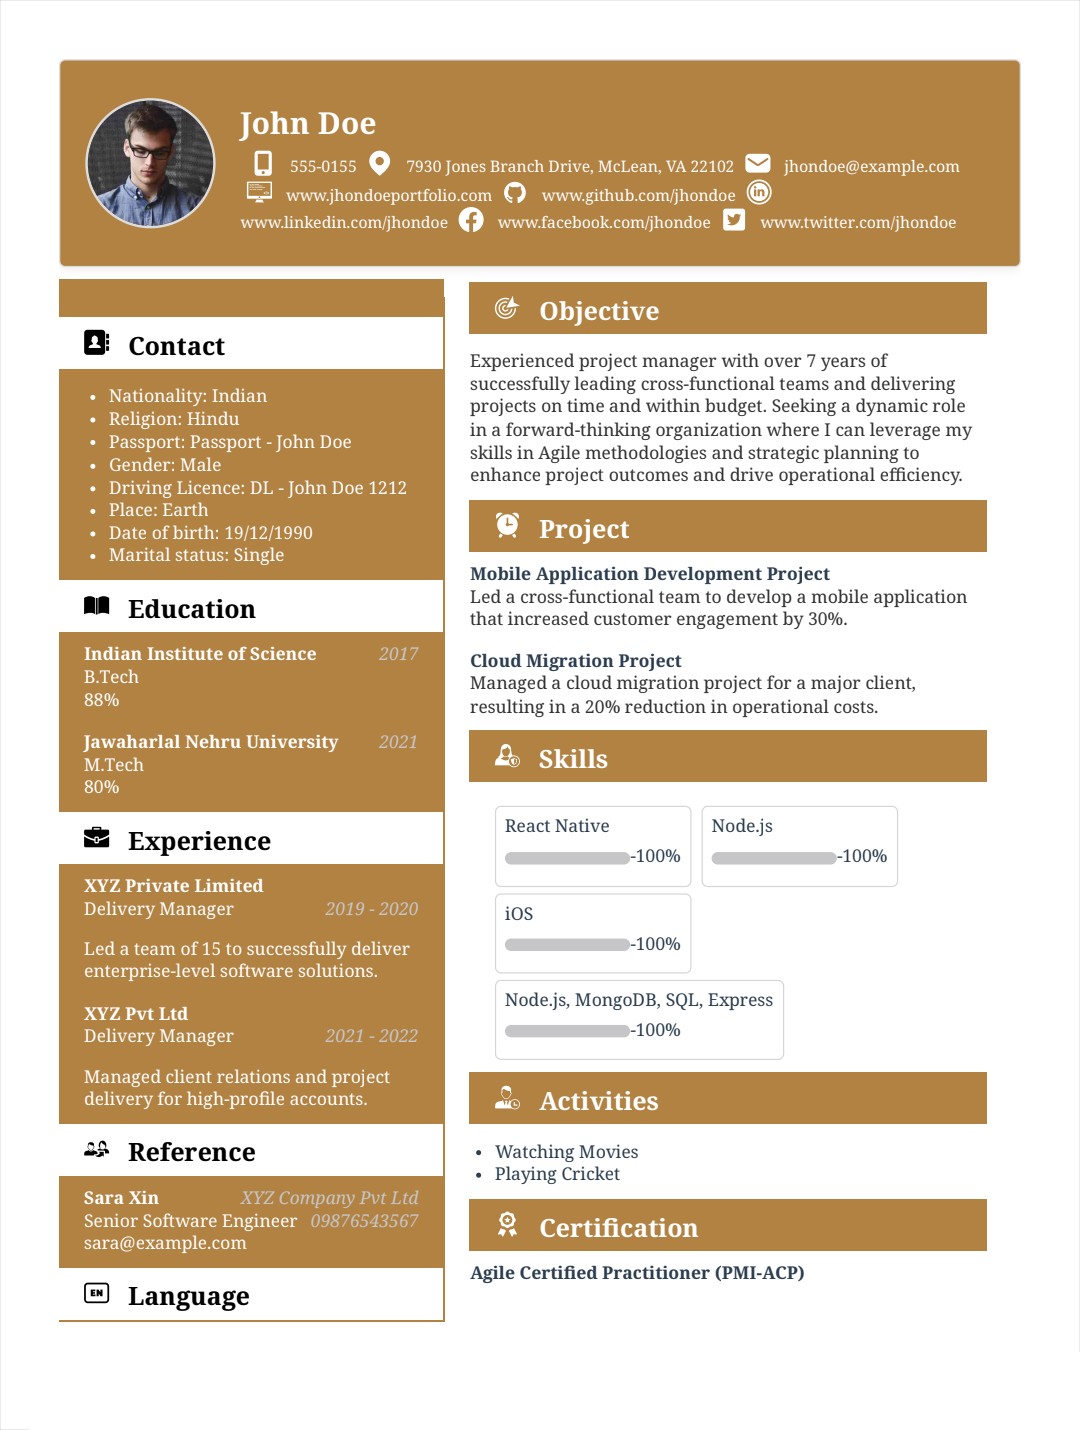 John Doe
555-0155 7930 Jones Branch Drive, McLean, VA 22102 jhondoe@example.com
www.jhondoeportfolio.com www.github.com/jhondoe
www.linkedin.com/jhondoe www.facebook.com/jhondoe www.twitter.com/jhondoe
Contact
• Nationality: Indian
• Religion: Hindu
• Passport: Passport - John Doe
• Gender: Male
• Driving Licence: DL - John Doe 1212
• Place: Earth
• Date of birth: 19/12/1990
• Marital status: Single
Education
Indian Institute of Science 2017
B.Tech
88%
Jawaharlal Nehru University 2021
M.Tech
80%
Experience
XYZ Private Limited
Delivery Manager 2019 - 2020
Led a team of 15 to successfully deliver
enterprise-level software solutions.
XYZ Pvt Ltd
Delivery Manager 2021 - 2022
Managed client relations and project
delivery for high-profile accounts.
Reference
Sara Xin XYZ Company Pvt Ltd
Senior Software Engineer 09876543567
sara@example.com
EN Language
Objective
Experienced project manager with over 7 years of
successfully leading cross-functional teams and delivering
projects on time and within budget. Seeking a dynamic role
in a forward-thinking organization where I can leverage my
skills in Agile methodologies and strategic planning to
enhance project outcomes and drive operational efficiency.
Project
Mobile Application Development Project
Led a cross-functional team to develop a mobile application
that increased customer engagement by 30%.
Cloud Migration Project
Managed a cloud migration project for a major client,
resulting in a 20% reduction in operational costs.
Skills
React Native Node.js
-100% -100%
iOS
-100%
Node.js, MongoDB, SQL, Express
-100%
Activities
• Watching Movies
• Playing Cricket
Certification
Agile Certified Practitioner (PMI-ACP)